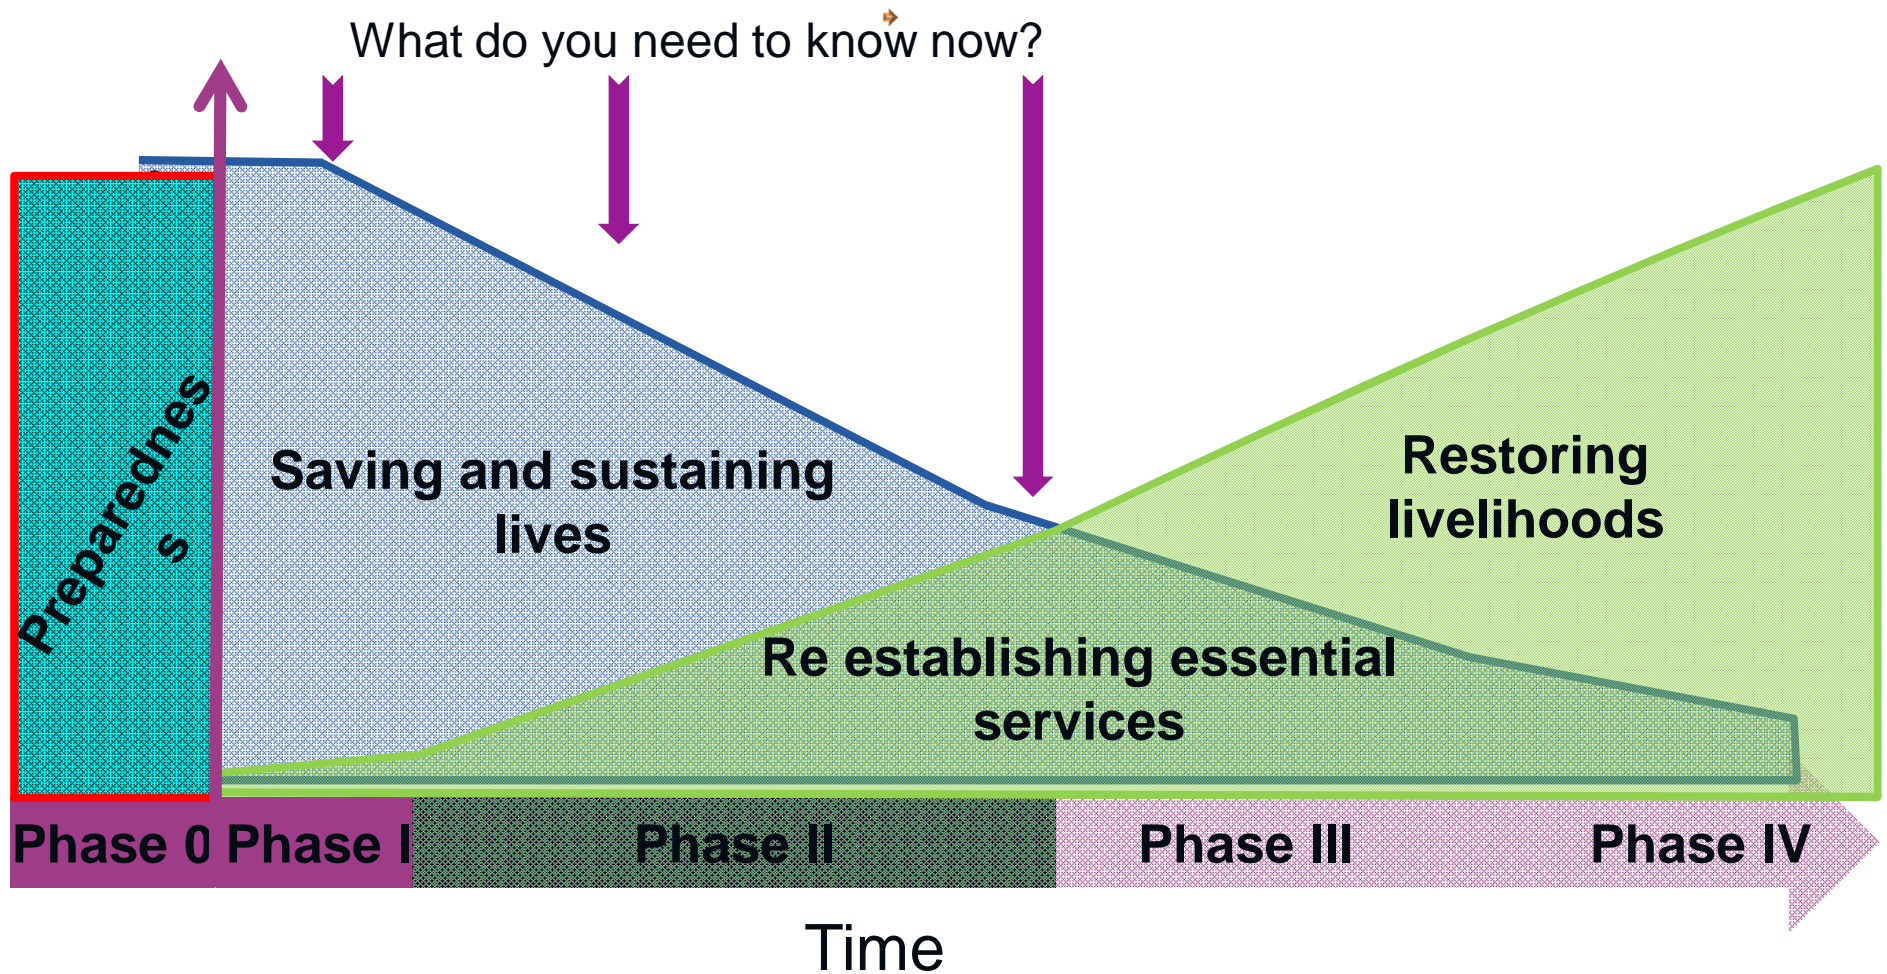 What do you need to know now?
Preparednes
s
Saving and sustaining
lives
Restoring
livelihoods
Re establishing essential
services
Phase 0
Phase I
Phase II
Phase III
Phase IV
Time